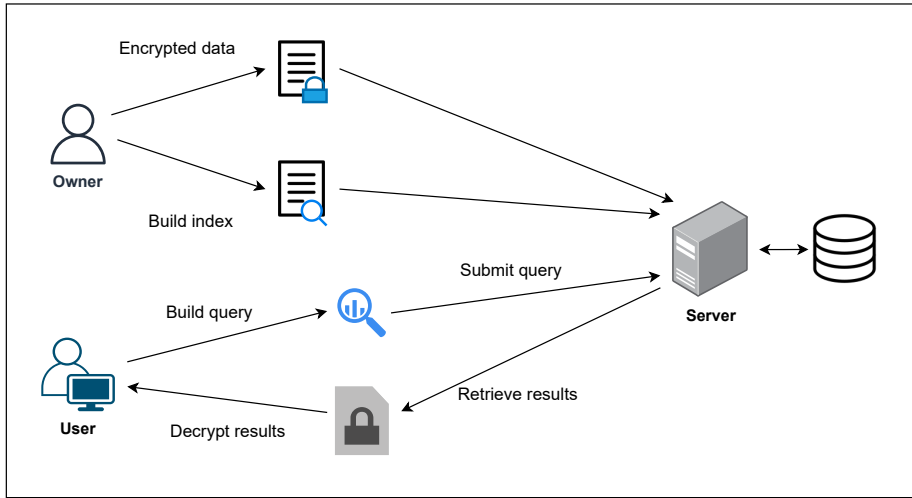 Encrypted data
Owner
Build index
Submit query
Build query
Server
Retrieve results
User
Decrypt results